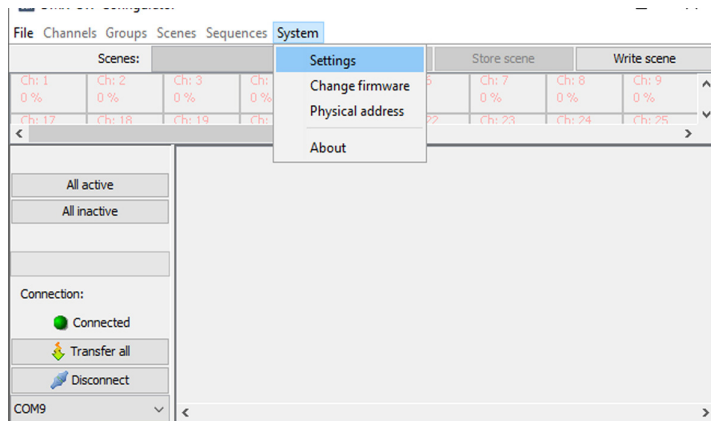 File Channels Groups Scenes Sequences System
Scenes: Store scene Write scene
Settings
Change firmware
Physical address
About
Ch: 1 Ch: 2 Ch: 3 Ch: Ch: 7 Ch: 8 Ch: 9
0 % 0 % 0 % 0 % 0 % 0 % 0 %
Ch: 17 Ch: 18 Ch: 19 Ch: Ch: 23 Ch: 24 Ch: 25
All active
All inactive
Connection:
Connected
Transfer all
Disconnect
COM9